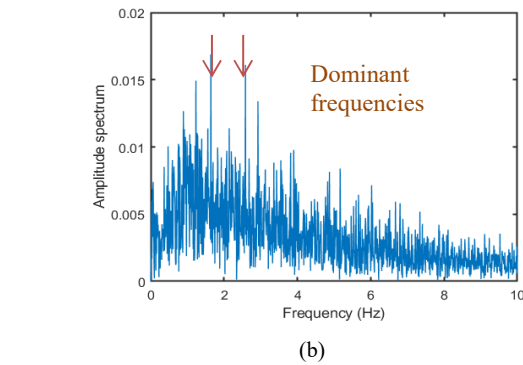 0.02
0.015
0.01
0.005
0
Amplitude spectrum
Dominant
frequencies
0 2 4 6 8 10
Frequency (Hz)
(b)